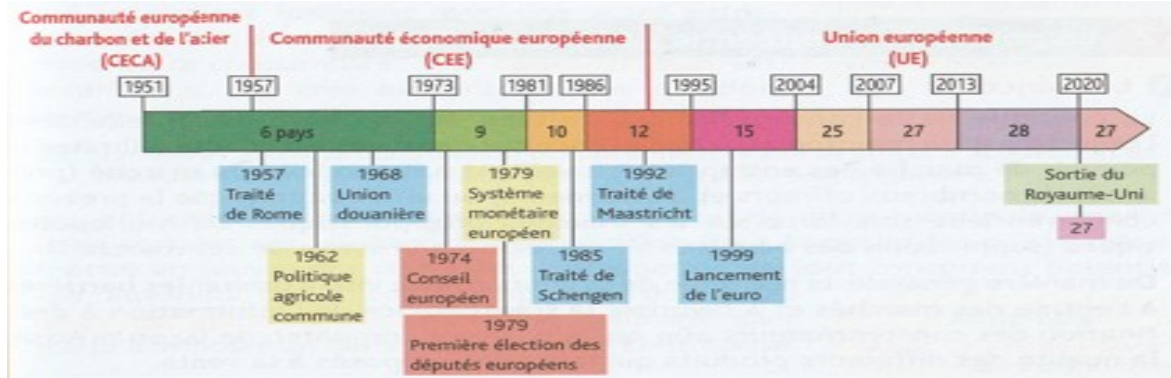 Communauté européenne
du charbon et de l'acier
(CECA)
Communauté économique européenne
(CEE)
Union européenne
(UE)
1951
1957
1973
1981
1986
1995
2004
2007
2013
2020
6 pays
9
10
12
15
25
27
28
27
1957
Traité
de Rome
1968
Union
douanière
1979
Système
monétaire
européen
1992
Traité de
Maastricht
Sortie du
Royaume-Uni
27
1962
Politique
agricole
commune
1974
Conseil
européen
1985
Traité de
Schengen
1999
Lancement
de l'euro
1979
Première élection des
députés européens